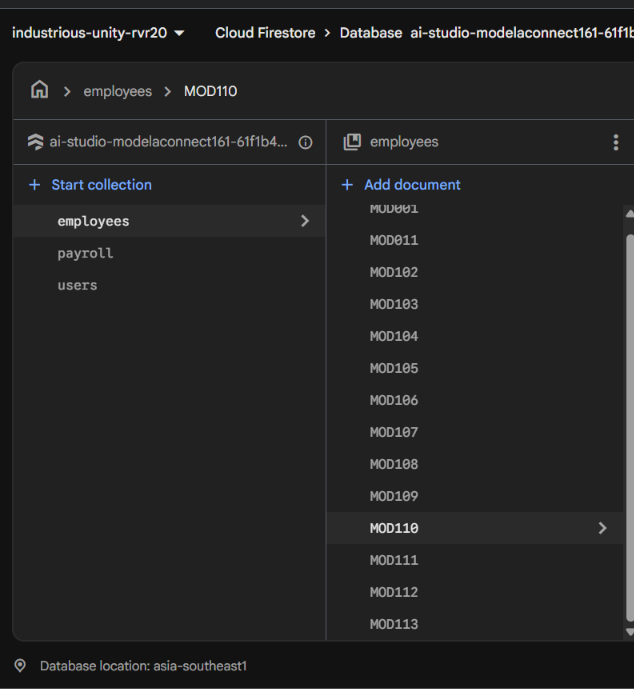 industrious-unity-rvr20 Cloud Firestore > Database ai-studio-modelaconnect161-61f1b
> employees > MOD110
ai-studio-modelaconnect161-61f1b4...
+ Start collection
employees
payroll
users
employees
+ Add document
MOD001
MOD011
MOD102
MOD103
MOD104
MOD105
MOD106
MOD107
MOD108
MOD109
MOD110
MOD111
MOD112
MOD113
Database location: asia-southeast1